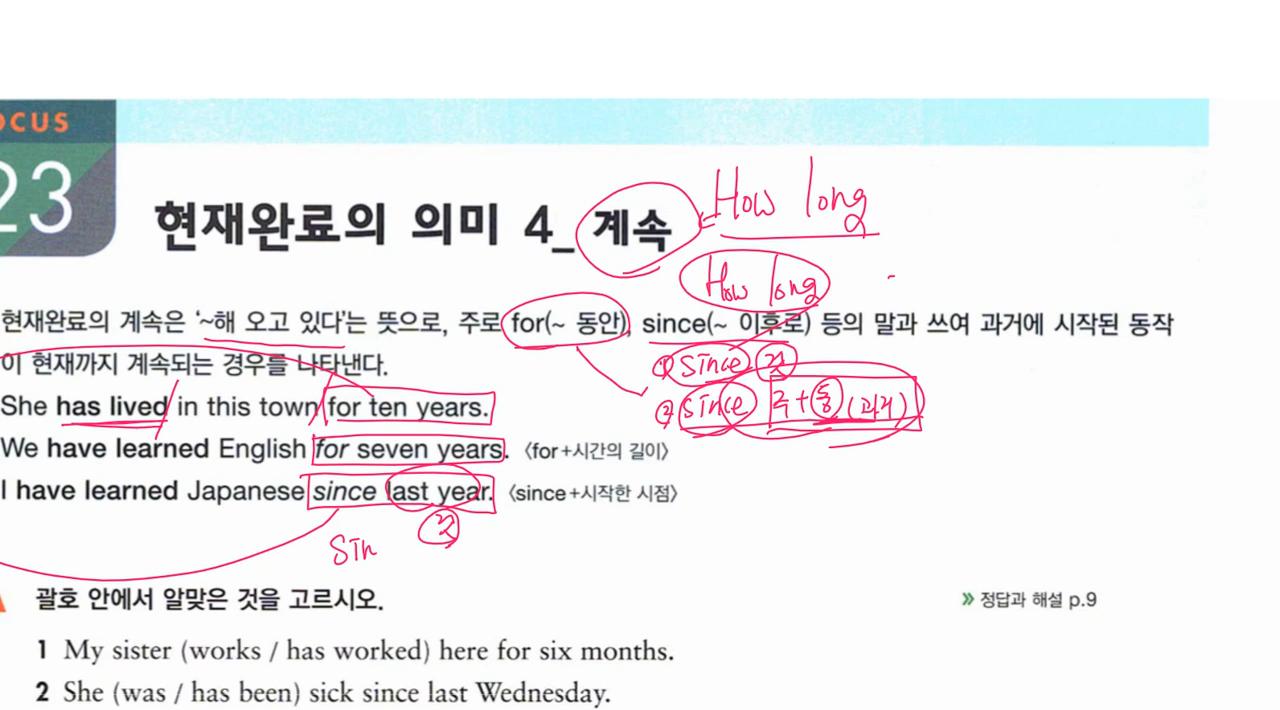 OCUS
23
현재완료의 의미 4_ 계속
How long
How long
현재완료의 계속은 '~해 오고 있다'는 뜻으로, 주로 for(~ 동안), since(~ 이후로) 등의 말과 쓰여 과거에 시작된 동작
이 현재까지 계속되는 경우를 나타낸다.
① since
② since 주+동 (과거)
She has lived in this town for ten years.
We have learned English for seven years. 〈for+시간의 길이〉
I have learned Japanese since last year. 〈since+시작한 시점〉
Sin
괄호 안에서 알맞은 것을 고르시오.
» 정답과 해설 p.9
1 My sister (works / has worked) here for six months.
2 She (was / has been) sick since last Wednesday.